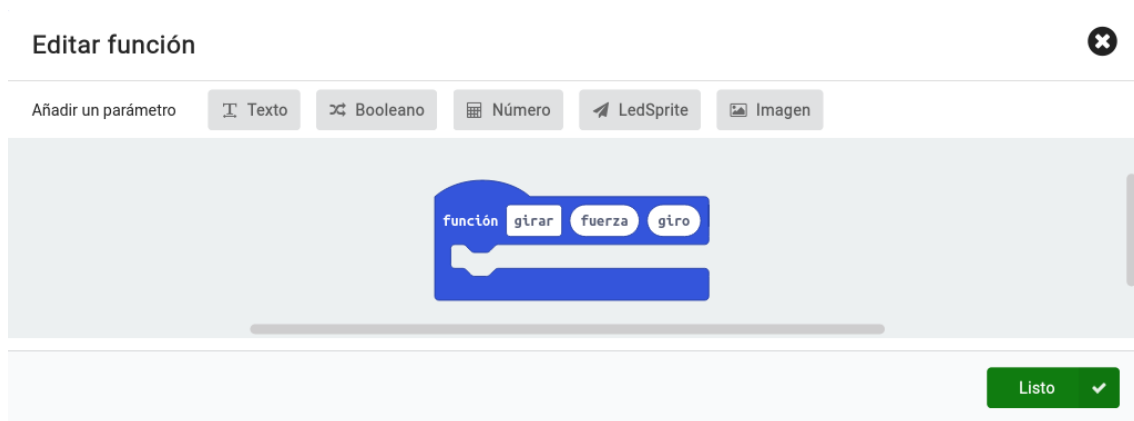 Editar función
Añadir un parámetro Texto Booleano Número LedSprite Imagen
función girar fuerza giro
Listo